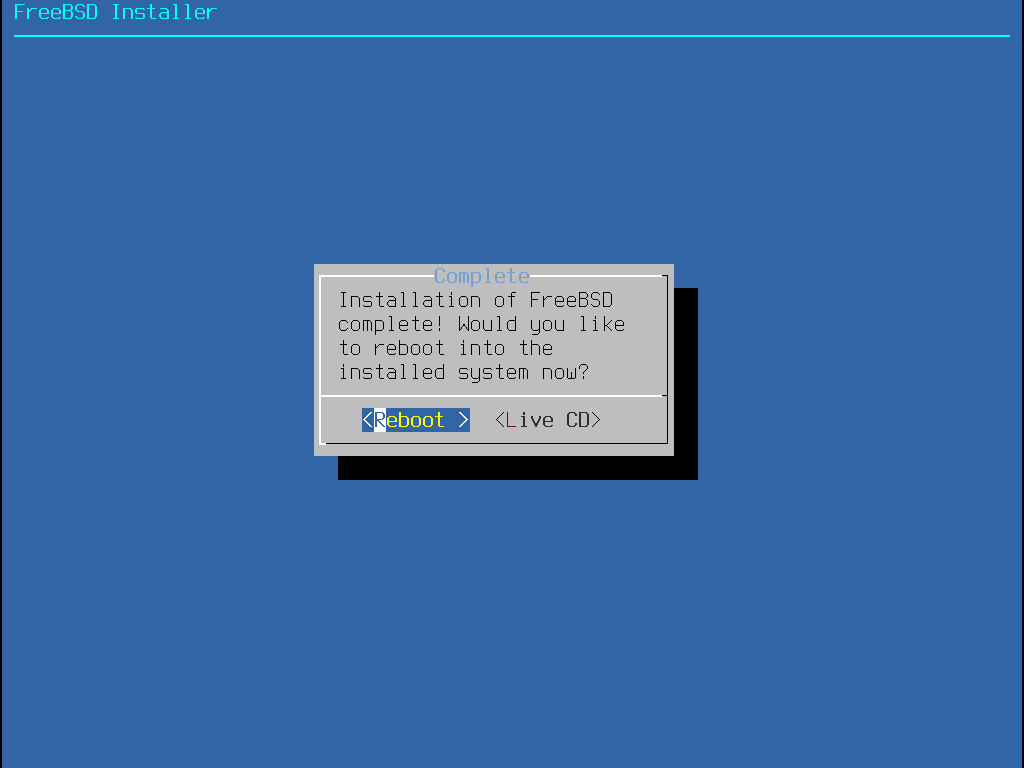 FreeBSD Installer
Complete
Installation of FreeBSD
complete! Would you like
to reboot into the
installed system now?
<Reboot > <Live CD>